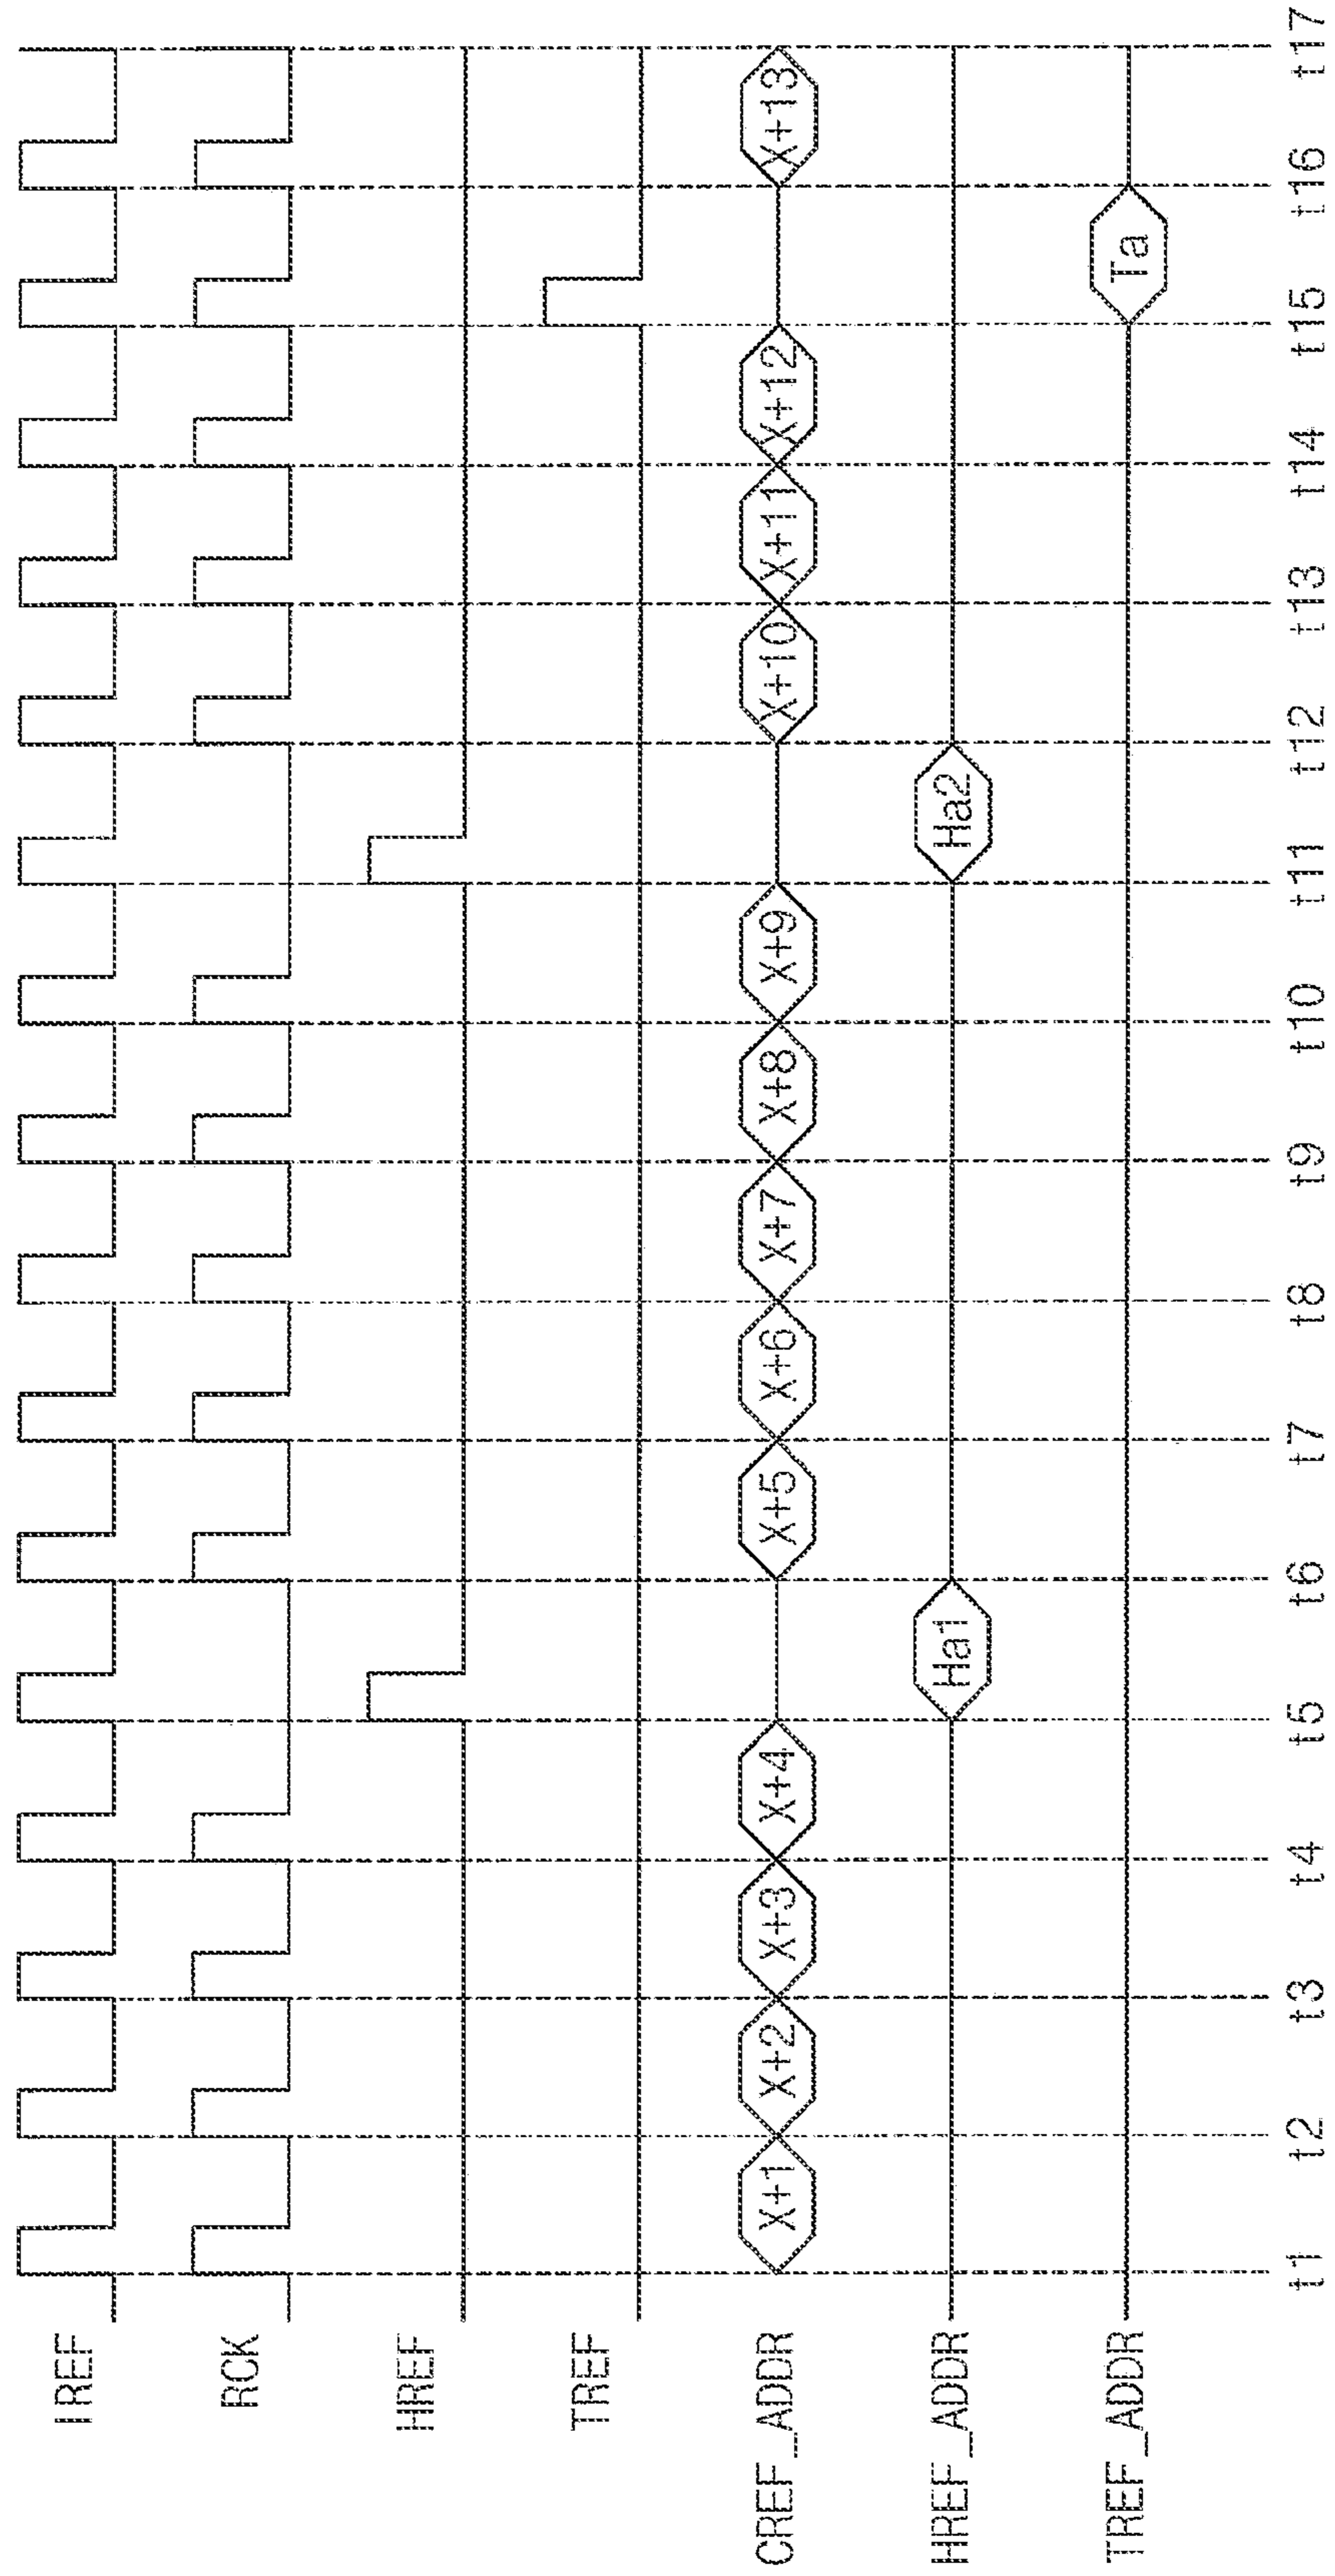 IREF
RCK
HREF
TREF
CREF_ADDR X+1 X+2 X+3 X+4 X+5 X+6 X+7 X+8 X+9 X+10 X+11 X+12 X+13
HREF_ADDR Ha1 Ha2
TREF_ADDR Ta
t1 t2 t3 t4 t5 t6 t7 t8 t9 t10 t11 t12 t13 t14 t15 t16 t17